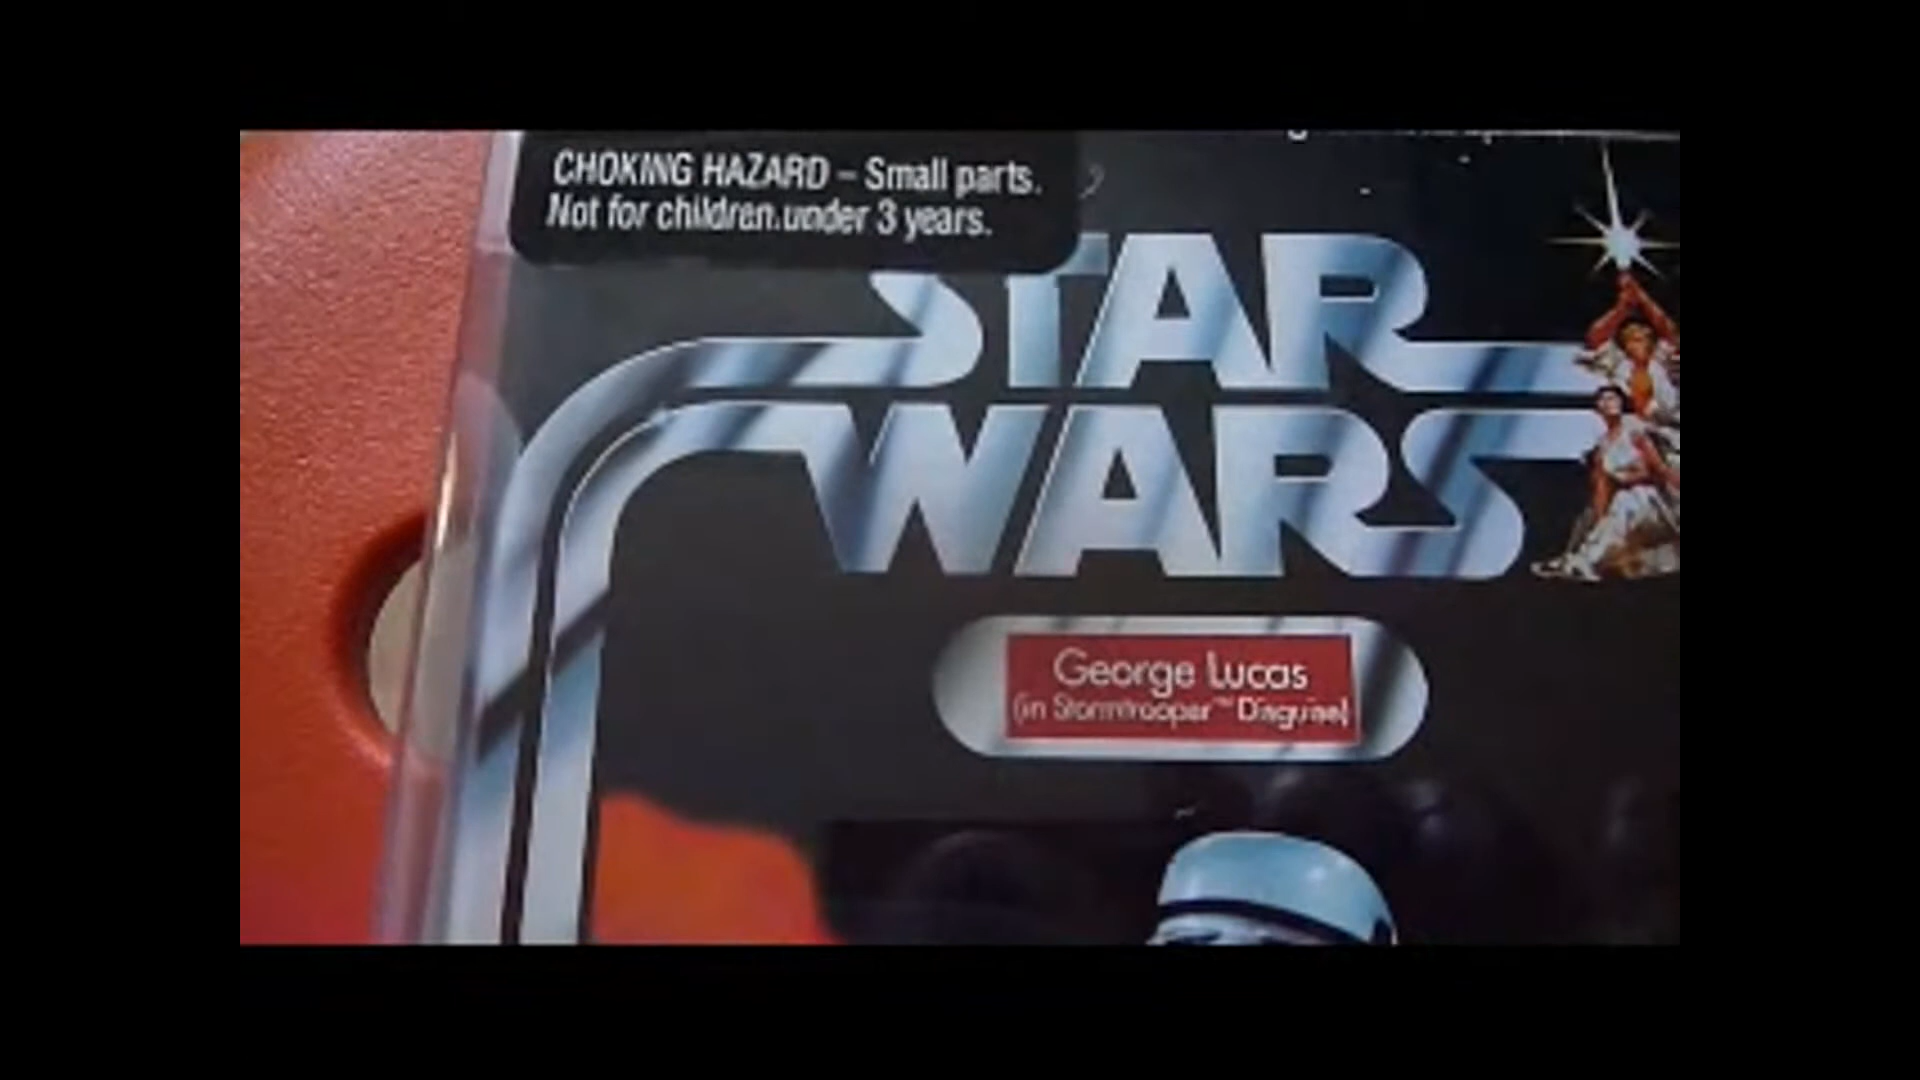 CHOKING HAZARD – Small parts.
Not for children under 3 years.
STAR
WARS
George Lucas
(in Stormtrooper™ Disguise)